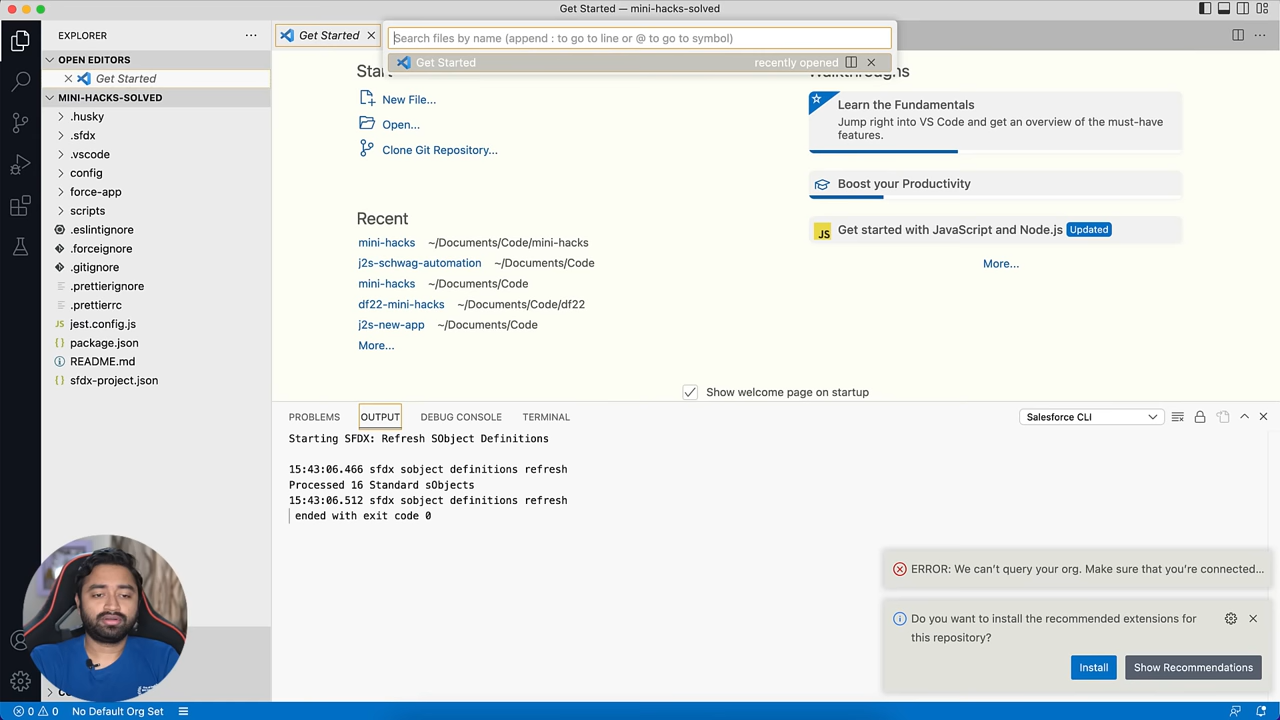 Get Started — mini-hacks-solved
EXPLORER
Get Started
Search files by name (append : to go to line or @ to go to symbol)
Get Started
recently opened
OPEN EDITORS
Get Started
MINI-HACKS-SOLVED
.husky
.sfdx
.vscode
config
force-app
scripts
.eslintignore
.forceignore
.gitignore
.prettierignore
.prettierrc
JS jest.config.js
{} package.json
README.md
{} sfdx-project.json
Start
New File...
Open...
Clone Git Repository...
Recent
mini-hacks ~/Documents/Code/mini-hacks
j2s-schwag-automation ~/Documents/Code
mini-hacks ~/Documents/Code
df22-mini-hacks ~/Documents/Code/df22
j2s-new-app ~/Documents/Code
More...
Walkthroughs
Learn the Fundamentals
Jump right into VS Code and get an overview of the must-have
features.
Boost your Productivity
JS Get started with JavaScript and Node.js Updated
More...
Show welcome page on startup
PROBLEMS OUTPUT DEBUG CONSOLE TERMINAL
Salesforce CLI
Starting SFDX: Refresh SObject Definitions
15:43:06.466 sfdx sobject definitions refresh
Processed 16 Standard sObjects
15:43:06.512 sfdx sobject definitions refresh
ended with exit code 0
ERROR: We can't query your org. Make sure that you're connected...
Do you want to install the recommended extensions for
this repository?
Install
Show Recommendations
0 0 No Default Org Set